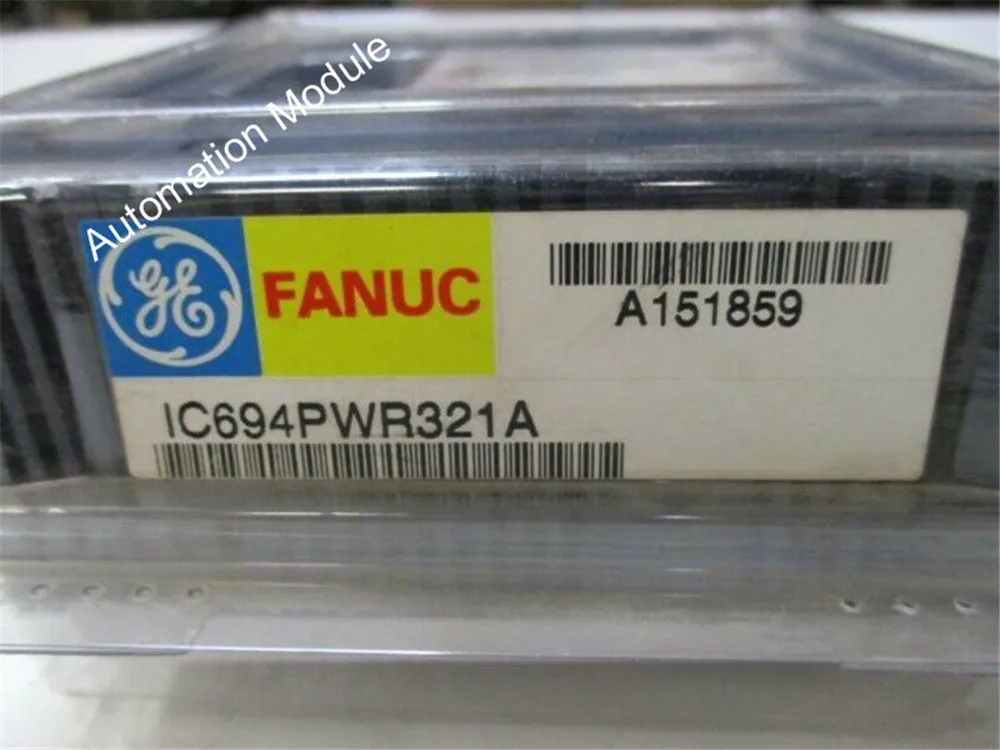 Automation Module
GE
FANUC
A151859
IC694PWR321A